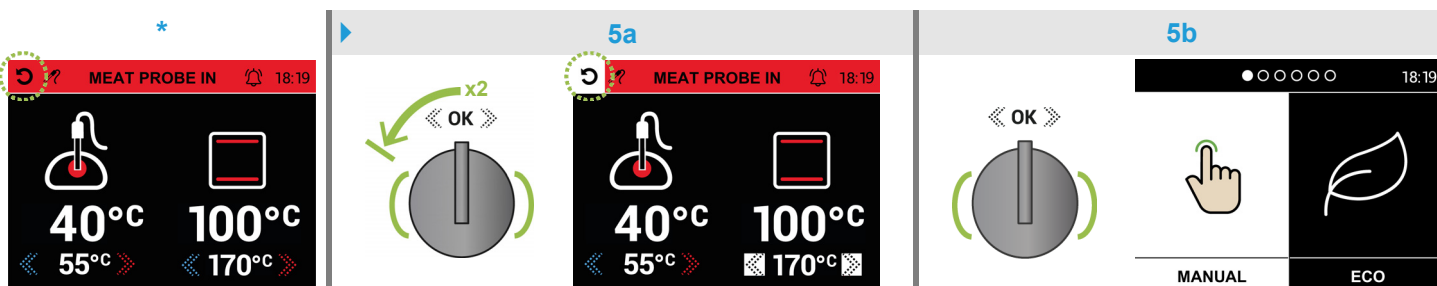 *
MEAT PROBE IN 18:19
40°C 100°C
55°C 170°C
5a
x2
OK
MEAT PROBE IN 18:19
40°C 100°C
55°C 170°C
5b
OK
18:19
MANUAL ECO